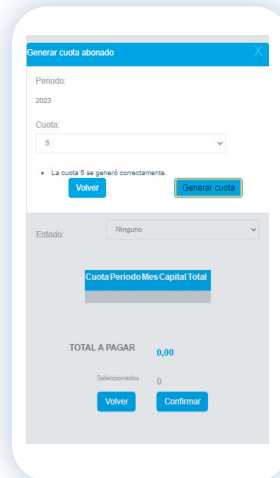 Generar cuota abonado X
Periodo:
2023
Cuota:
5
• La cuota 5 se generó correctamente.
Volver Generar cuota
Estado: Ninguno
Cuota Periodo Mes Capital Total
TOTAL A PAGAR 0,00
Seleccionados 0
Volver Confirmar